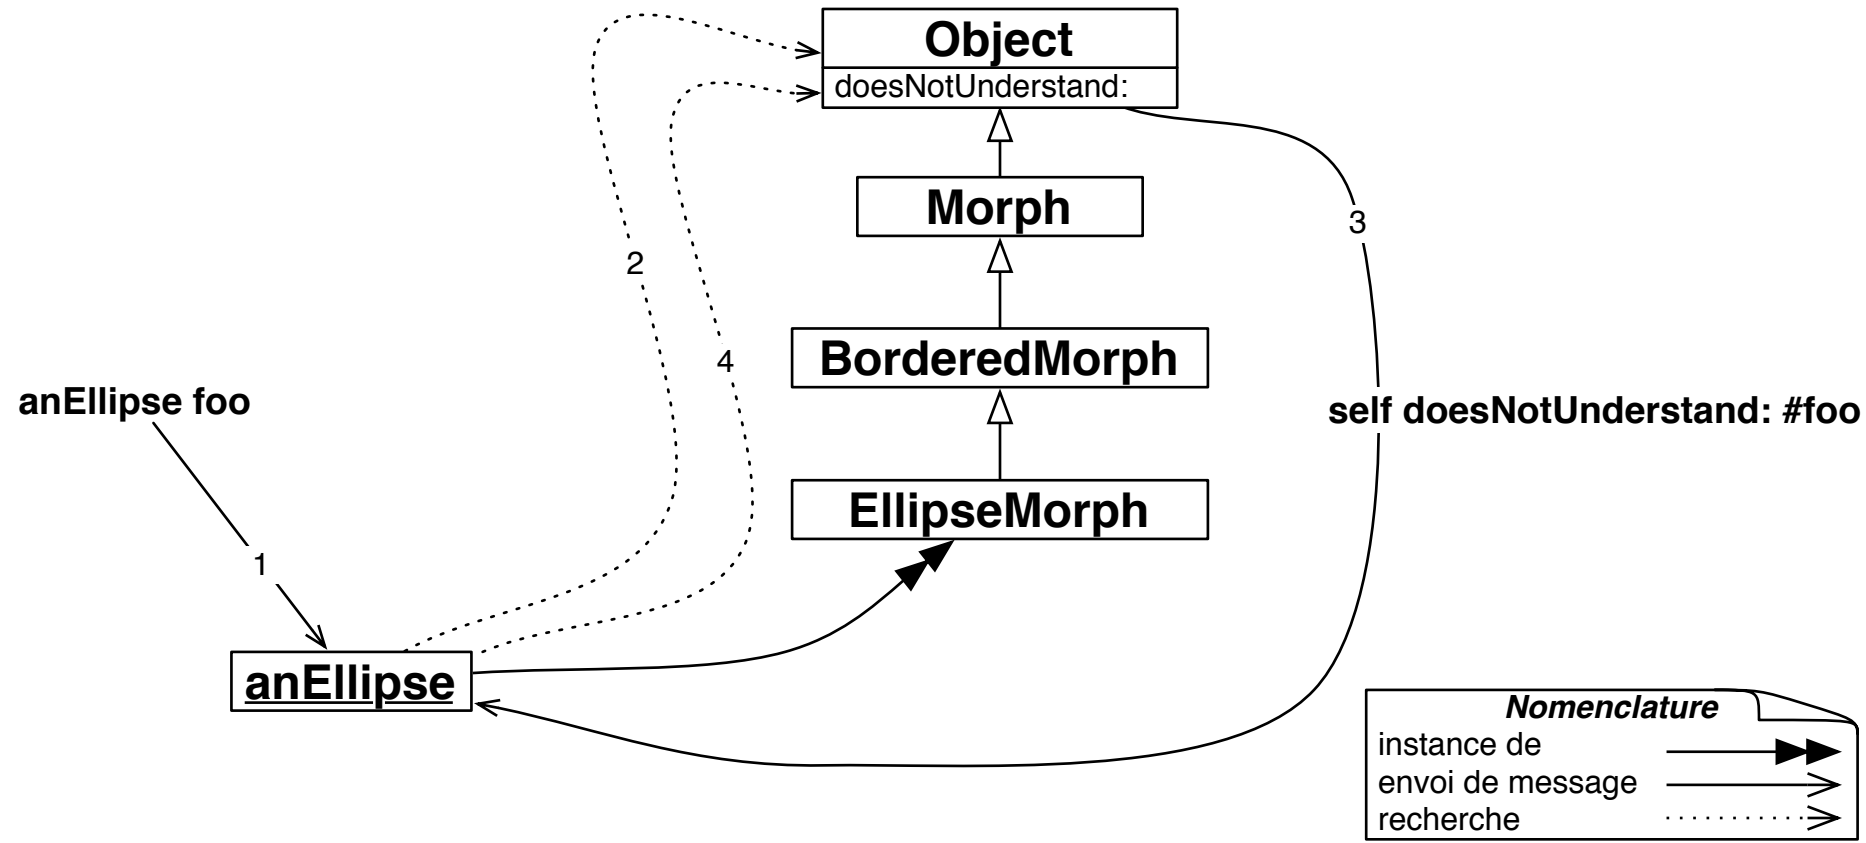 Object
doesNotUnderstand:
Morph
3
2
BorderedMorph
4
anEllipse foo
self doesNotUnderstand: #foo
EllipseMorph
1
anEllipse
Nomenclature
instance de
envoi de message
recherche